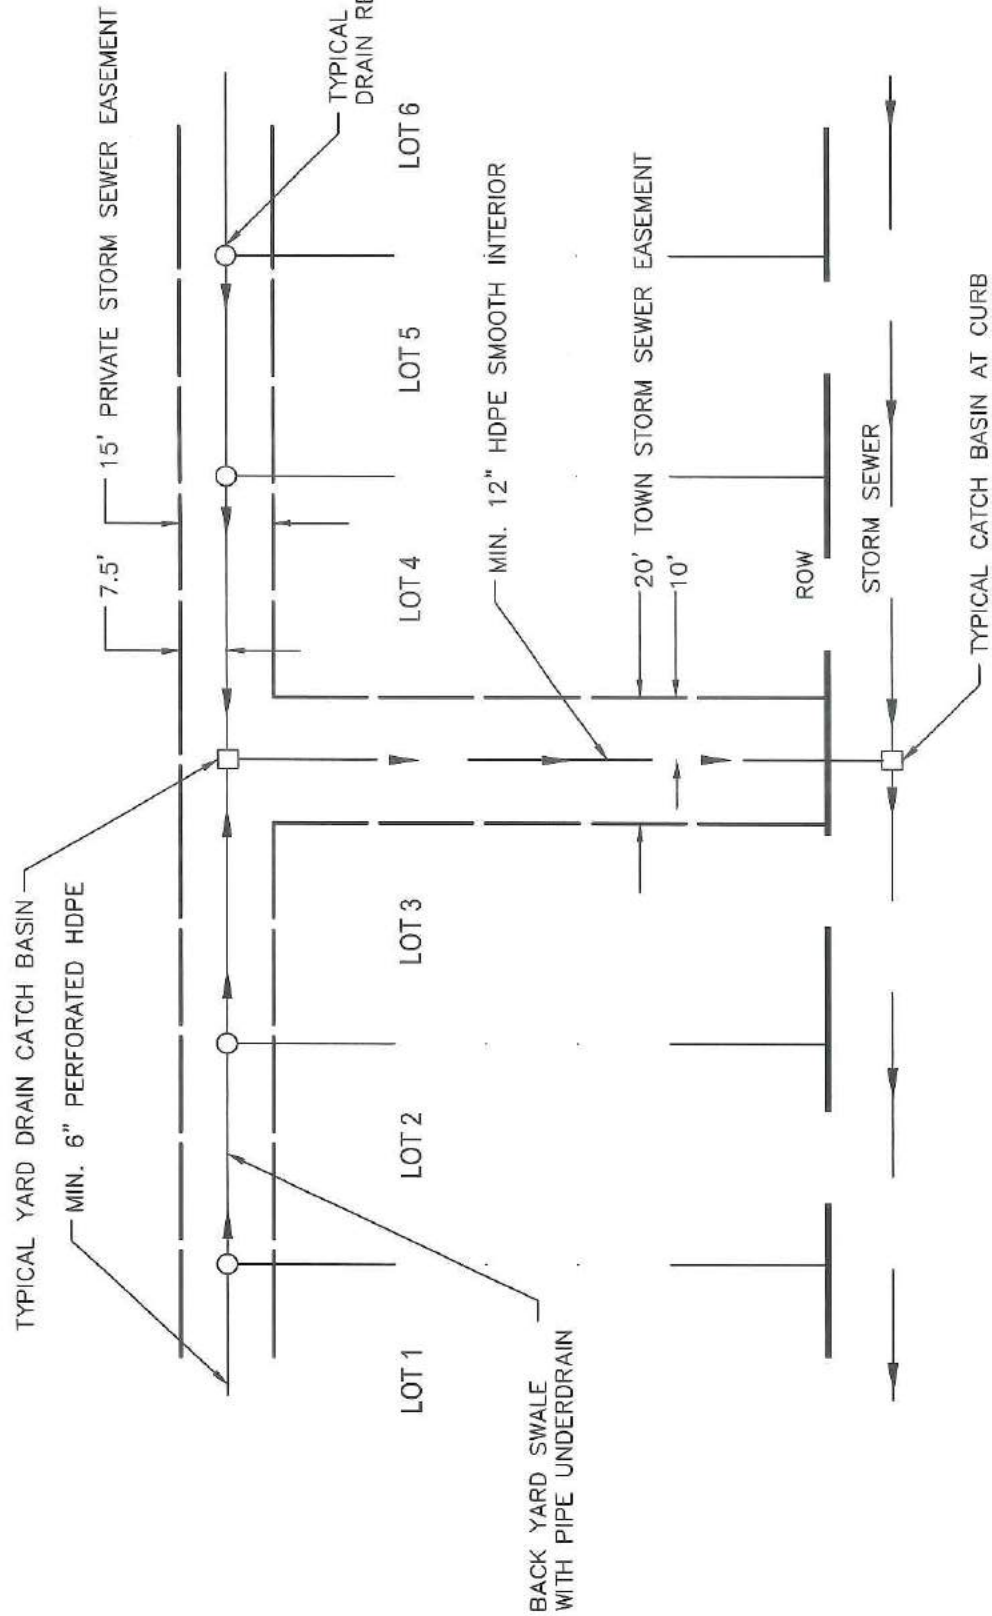 TYPICAL YARD DRAIN CATCH BASIN
MIN. 6" PERFORATED HDPE
7.5'
15' PRIVATE STORM SEWER EASEMENT
TYPICAL
DRAIN
LOT 1
LOT 2
LOT 3
LOT 4
LOT 5
LOT 6
BACK YARD SWALE
WITH PIPE UNDERDRAIN
MIN. 12" HDPE SMOOTH INTERIOR
20' TOWN STORM SEWER EASEMENT
10'
ROW
STORM SEWER
TYPICAL CATCH BASIN AT CURB